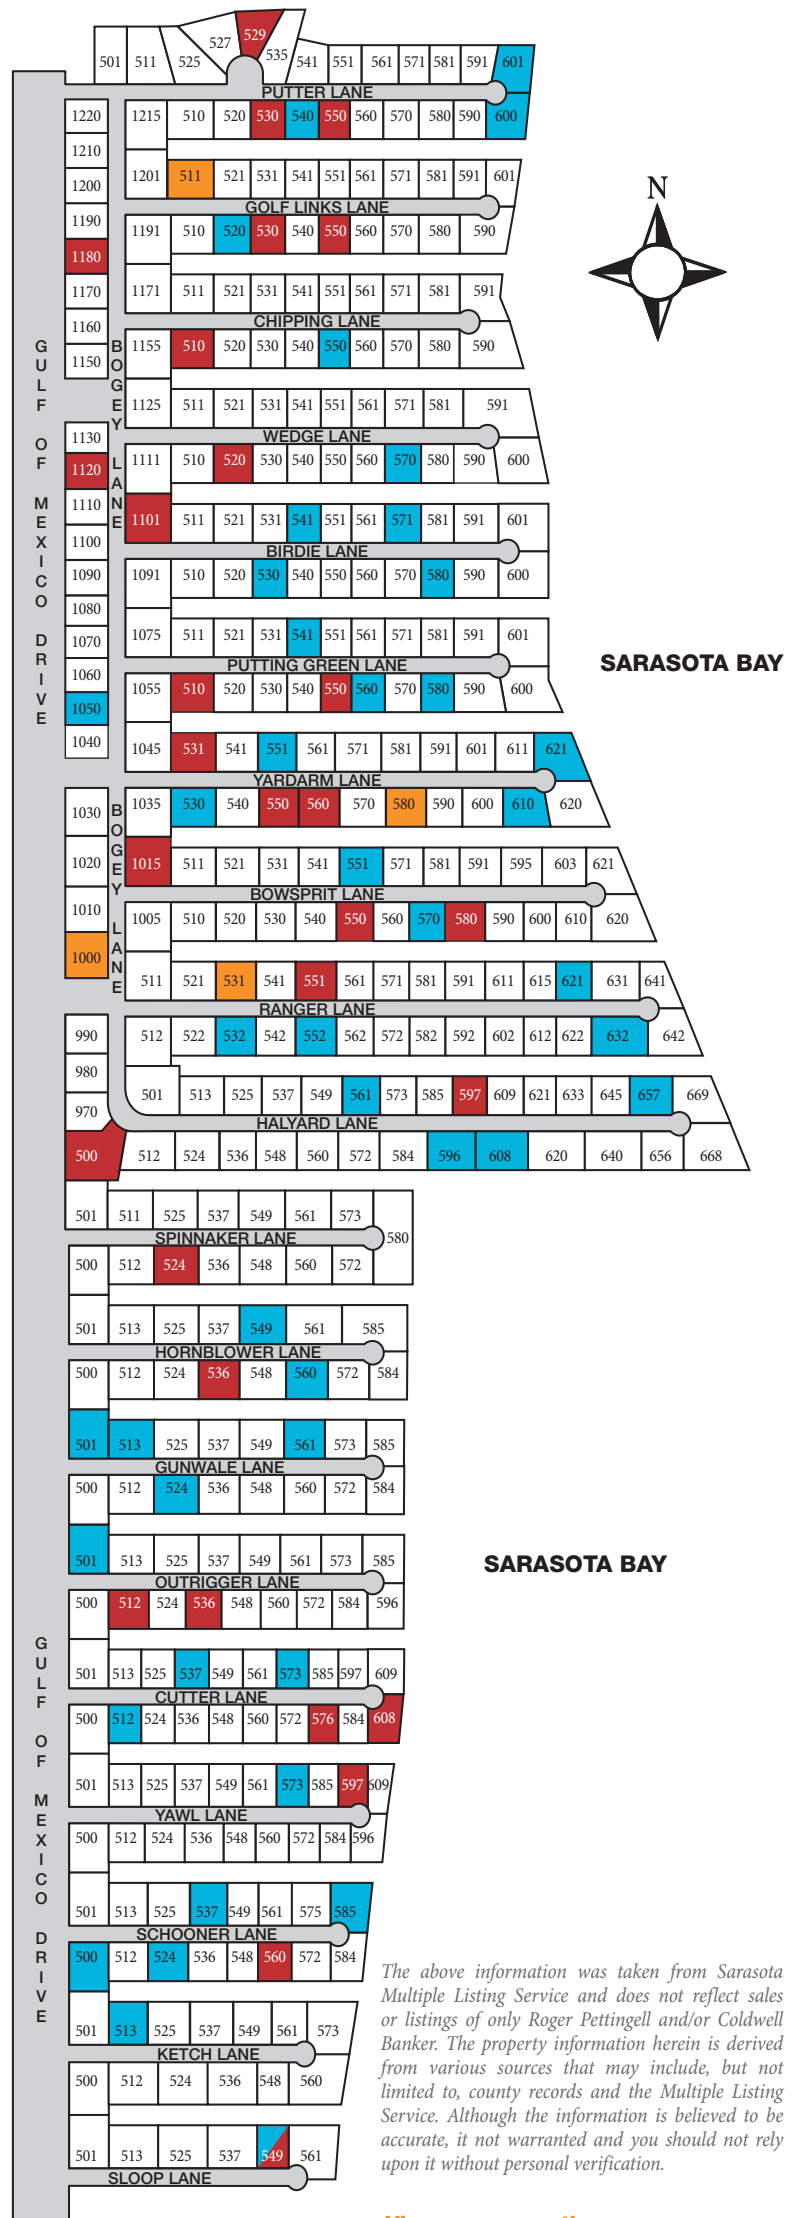 501 511 525 527 529 535 541 551 561 571 581 591 601
PUTTER LANE
1220 1215 510 520 530 540 550 560 570 580 590 600
1210
1200 1201 511 521 531 541 551 561 571 581 591 601
GOLF LINKS LANE
1190 1191 510 520 530 540 550 560 570 580 590
N
1180
1170 1171 511 521 531 541 551 561 571 581 591
CHIPPING LANE
1160
1150 1155 510 520 530 540 550 560 570 580 590
GULF OF MEXICO DRIVE
BOGEY LANE
1125 511 521 531 541 551 561 571 581 591
WEDGE LANE
1130
1120 1111 510 520 530 540 550 560 570 580 590 600
1110 1101 511 521 531 541 551 561 571 581 591 601
BIRDIE LANE
1100
1090 1091 510 520 530 540 550 560 570 580 590 600
1080
1070 1075 511 521 531 541 551 561 571 581 591 601
PUTTING GREEN LANE
SARASOTA BAY
1060
1050 1055 510 520 530 540 550 560 570 580 590 600
1040 1045 531 541 551 561 571 581 591 601 611 621
YARDARM LANE
1030 1035 530 540 550 560 570 580 590 600 610 620
BOGEY LANE
1020 1015 511 521 531 541 551 571 581 591 595 603 621
BOWSPRIT LANE
1010 1005 510 520 530 540 550 560 570 580 590 600 610 620
1000
511 521 531 541 551 561 571 581 591 611 615 621 631 641
RANGER LANE
990 512 522 532 542 552 562 572 582 592 602 612 622 632 642
980
970 501 513 525 537 549 561 573 585 597 609 621 633 645 657 669
HALYARD LANE
500 512 524 536 548 560 572 584 596 608 620 640 656 668
501 511 525 537 549 561 573
SPINNAKER LANE 580
500 512 524 536 548 560 572
501 513 525 537 549 561 585
HORNBLOWER LANE
500 512 524 536 548 560 572 584
501 513 525 537 549 561 573 585
GUNWALE LANE
500 512 524 536 548 560 572 584
501 513 525 537 549 561 573 585
OUTRIGGER LANE
SARASOTA BAY
500 512 524 536 548 560 572 584 596
GULF OF MEXICO DRIVE
501 513 525 537 549 561 573 585 597 609
CUTTER LANE
500 512 524 536 548 560 572 576 584 608
501 513 525 537 549 561 573 585 597 609
YAWL LANE
500 512 524 536 548 560 572 584 596
501 513 525 537 549 561 575 585
SCHOONER LANE
500 512 524 536 548 560 572 584
501 513 525 537 549 561 573
KETCH LANE
500 512 524 536 548 560
501 513 525 537 549 561
SLOOP LANE
The above information was taken from Sarasota
Multiple Listing Service and does not reflect sales
or listings of only Roger Pettingell and/or Coldwell
Banker. The property information herein is derived
from various sources that may include, but not
limited to, county records and the Multiple Listing
Service. Although the information is believed to be
accurate, it not warranted and you should not rely
upon it without personal verification.